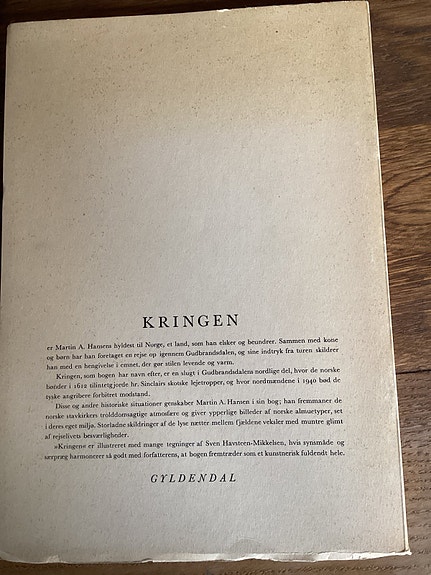 KRINGEN
er Martin A. Hansens hyldest til Norge, et land, som han elsker og beundrer. Sammen med kone
og børn har han foretaget en rejse op igennem Gudbrandsdalen, og sine indtryk fra turen skildrer
han med en hengivelse i emnet, der gør stilen levende og varm.
Kringen, som bogen har navn efter, er en slugt i Gudbrandsdalens nordlige del, hvor de norske
bønder i 1612 tilintetgjorde hr. Sinclairs skotske lejetropper, og hvor nordmændene i 1940 bød de
tyske angribere forbitret modstand.
Disse og andre historiske situationer genskaber Martin A. Hansen i sin bog; han fremmaner de
norske stavkirkers trolddomsagtige atmosfære og giver ypperlige billeder af norske almuetyper, set
i deres eget miljø. Storladne skildringer af de lyse nætter mellem fjældene veksler med muntre glimt
af rejselivets besværligheder.
»Kringen« er illustreret med mange tegninger af Sven Havsteen-Mikkelsen, hvis synsmåde og
særpræg harmonerer så godt med forfatterens, at bogen fremtræder som et kunstnerisk fuldendt hele.
GYLDENDAL